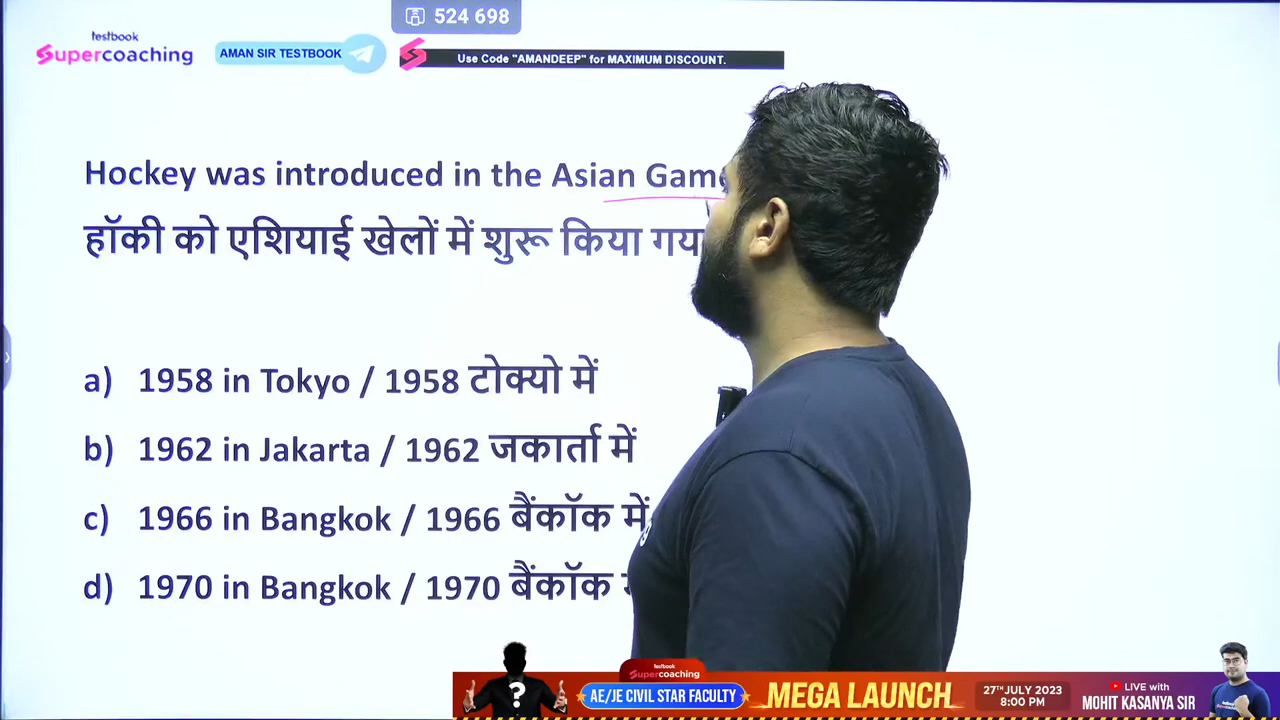 524 698
testbook
Supercoaching
AMAN SIR TESTBOOK
Use Code "AMANDEEP" for MAXIMUM DISCOUNT.
Hockey was introduced in the Asian
हॉकी को एशियाई खेलों में शुरू किया
a) 1958 in Tokyo / 1958 टोक्यो में
b) 1962 in Jakarta / 1962 जकार्ता में
c) 1966 in Bangkok / 1966 बैंकॉक में
d) 1970 in Bangkok / 1970 बैंकॉक
?
testbook
Supercoaching
AE/JE CIVIL STAR FACULTY
MEGA LAUNCH
27TH JULY 2023
8:00 PM
LIVE with
MOHIT KASANYA SIR